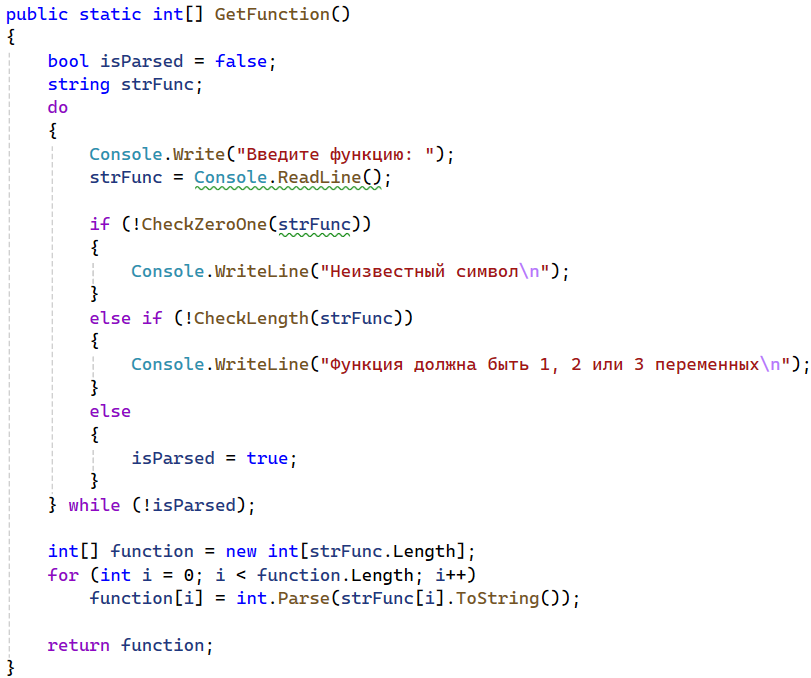 public static int[] GetFunction()
{
    bool isParsed = false;
    string strFunc;
    do
    {
        Console.Write("Введите функцию: ");
        strFunc = Console.ReadLine();

        if (!CheckZeroOne(strFunc))
        {
            Console.WriteLine("Неизвестный символ\n");
        }
        else if (!CheckLength(strFunc))
        {
            Console.WriteLine("Функция должна быть 1, 2 или 3 переменных\n");
        }
        else
        {
            isParsed = true;
        }
    } while (!isParsed);

    int[] function = new int[strFunc.Length];
    for (int i = 0; i < function.Length; i++)
        function[i] = int.Parse(strFunc[i].ToString());

    return function;
}